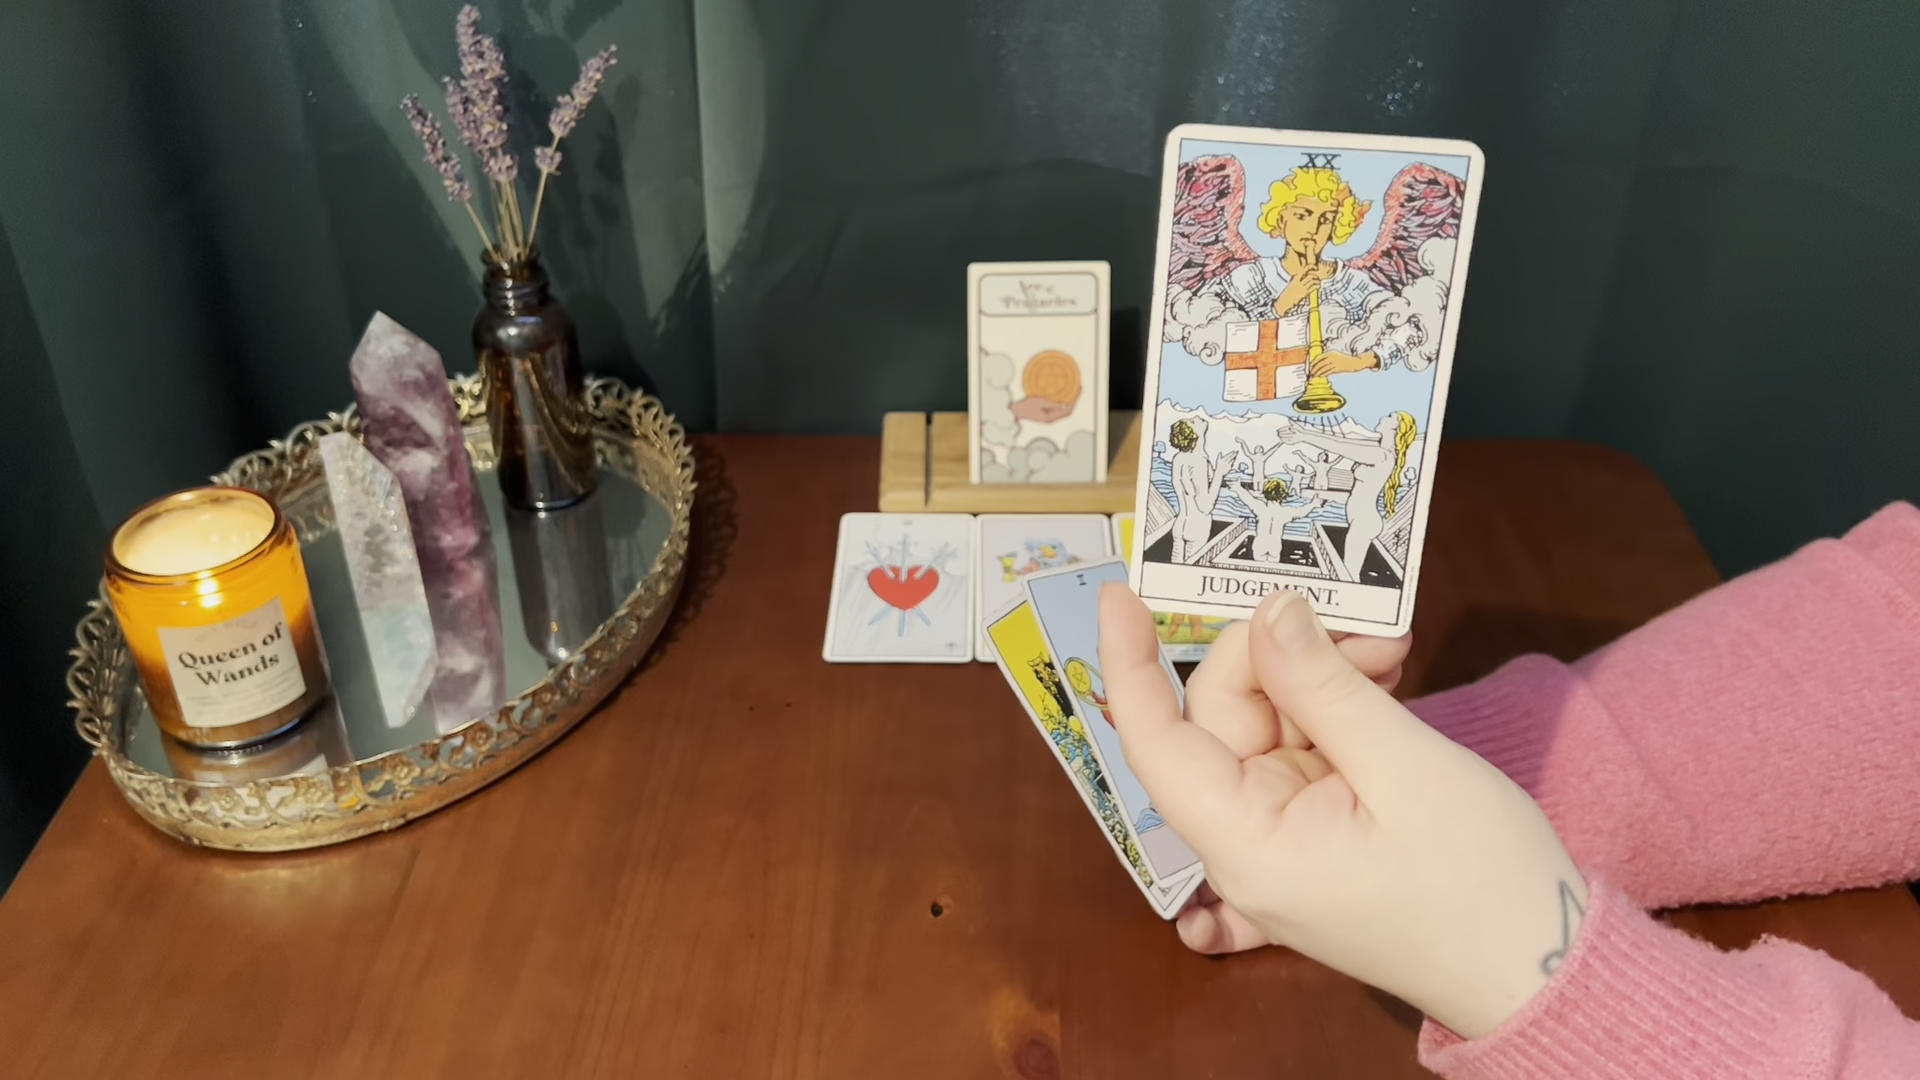 Queen of
Wands
Ace of
Pentacles
XX
JUDGEMENT.